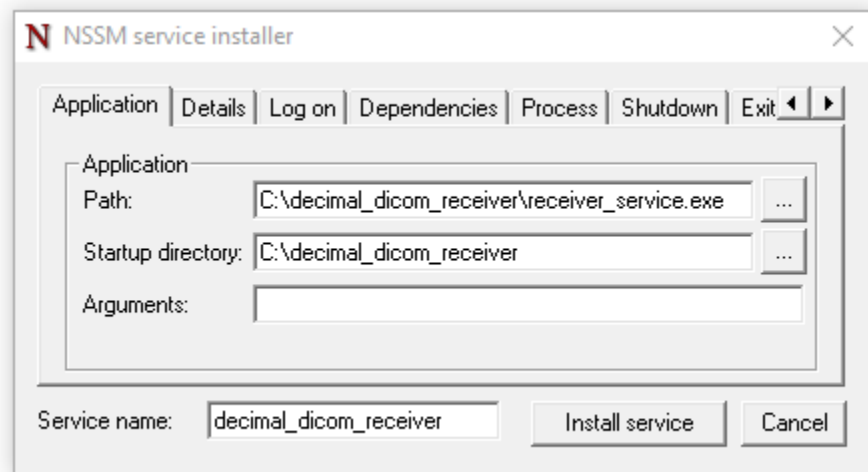 N NSSM service installer
Application Details Log on Dependencies Process Shutdown Exit
Application
Path: C:\decimal_dicom_receiver\receiver_service.exe ...
Startup directory: C:\decimal_dicom_receiver ...
Arguments:
Service name: decimal_dicom_receiver Install service Cancel